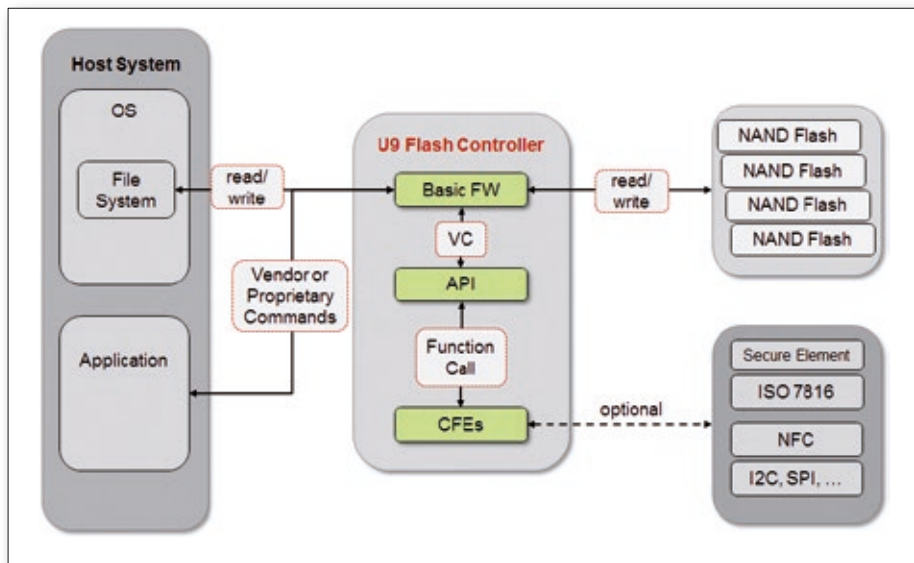 Host System
OS
File
System
read/
write
Vendor or
Proprietary
Commands
Application
U9 Flash Controller
Basic FW
VC
API
Function
Call
CFEs
read/
write
NAND Flash
NAND Flash
NAND Flash
NAND Flash
optional
Secure Element
ISO 7816
NFC
I2C, SPI, ...